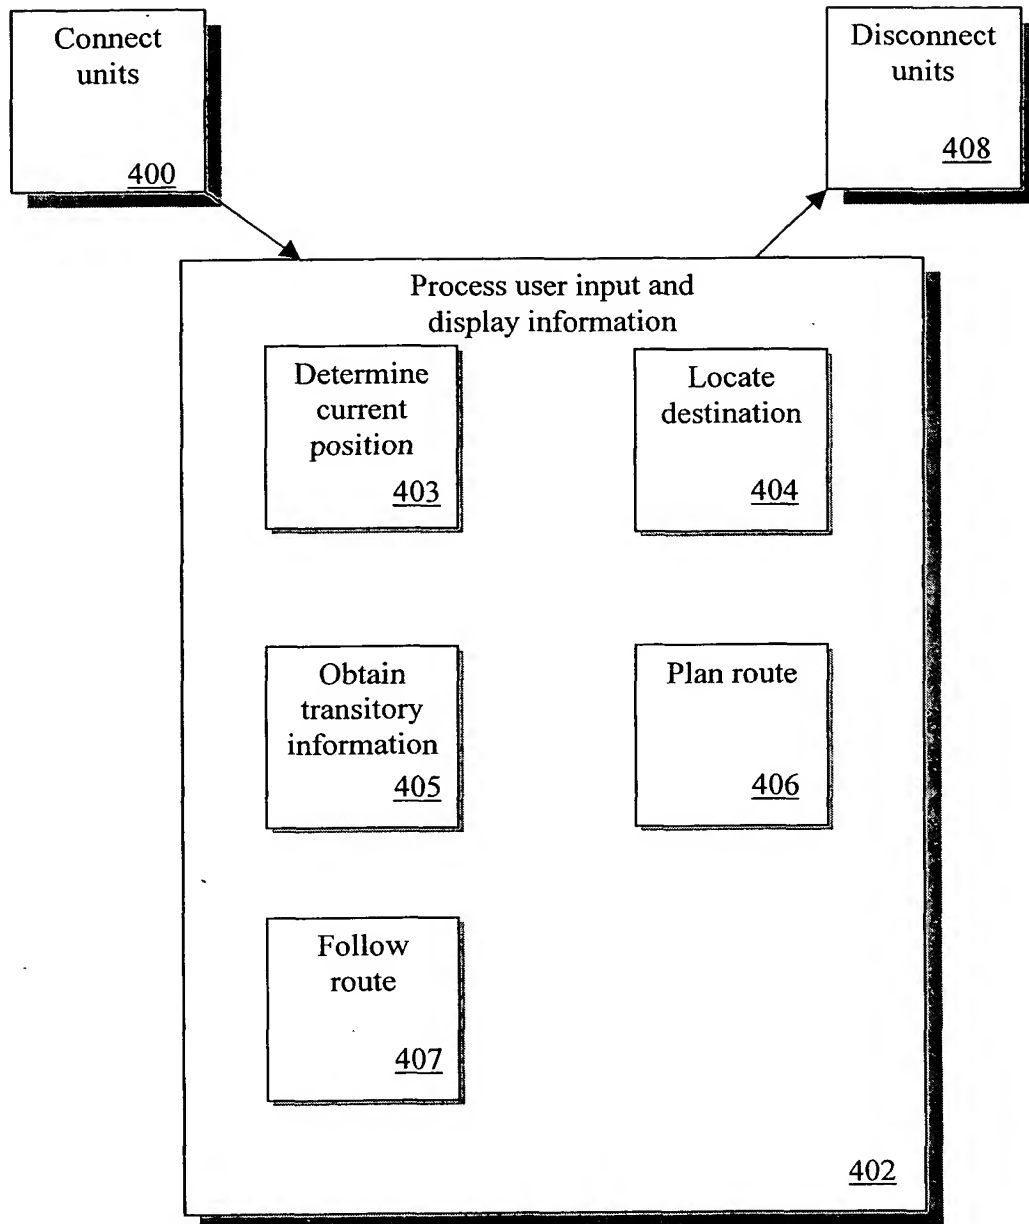 Connect
units
400
Disconnect
units
408
Process user input and
display information
Determine
current
position
403
Locate
destination
404
Obtain
transitory
information
405
Plan route
406
Follow
route
407
402